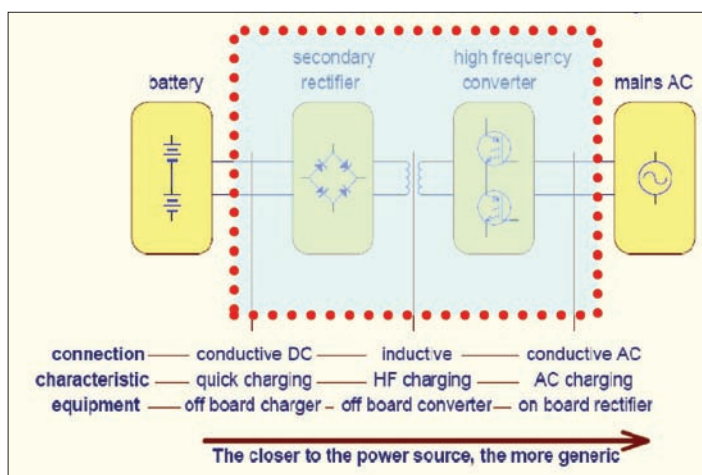 secondary high frequency
battery rectifier converter mains AC
connection conductive DC inductive conductive AC
characteristic quick charging HF charging AC charging
equipment off board charger off board converter on board rectifier
The closer to the power source, the more generic